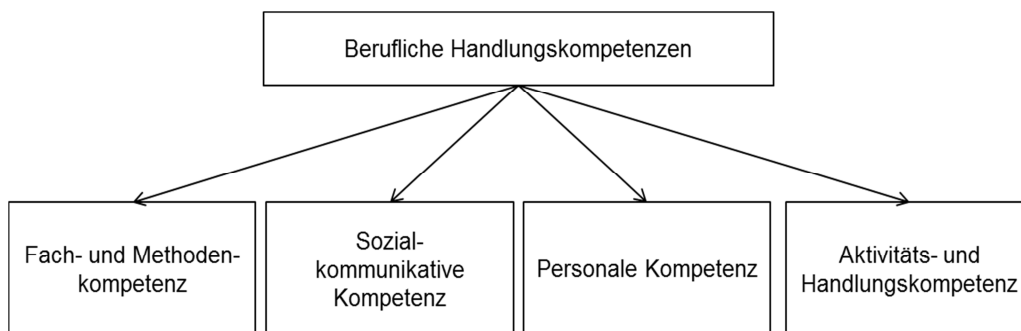 Berufliche Handlungskompetenzen
Fach- und Methoden-
kompetenz
Sozial-
kommunikative
Kompetenz
Personale Kompetenz
Aktivitäts- und
Handlungskompetenz